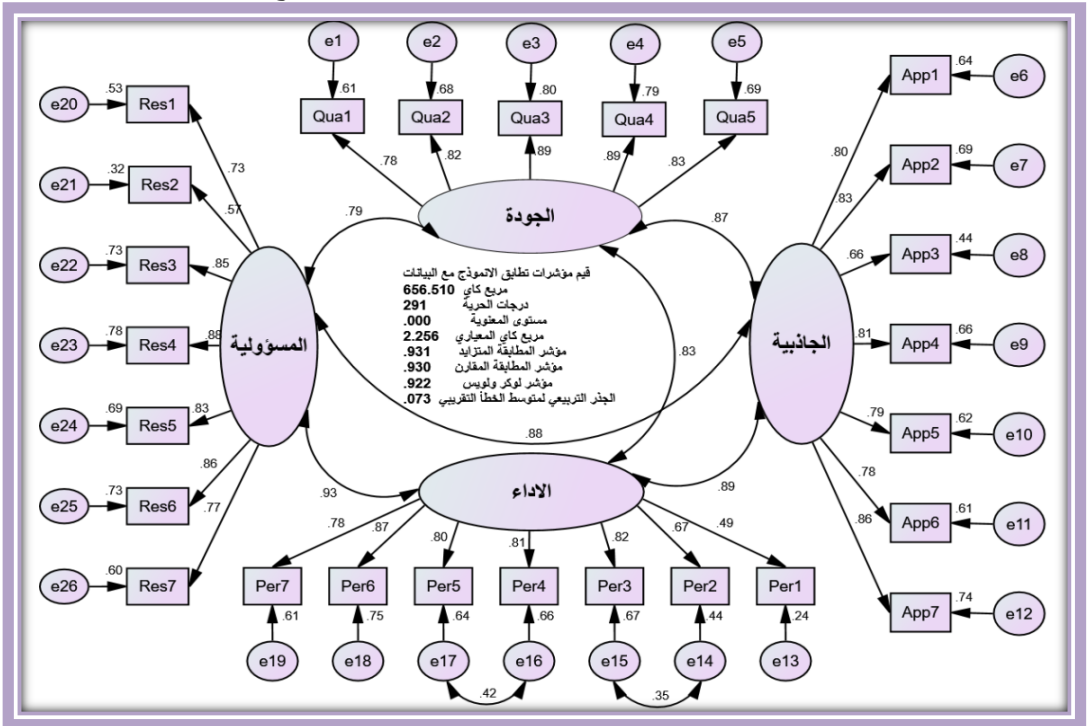 e1 e2 e3 e4 e5
.61 .68 .80 .79 .69
Qua1 Qua2 Qua3 Qua4 Qua5
.78 .82 .89 .89 .83
الجودة
e20 .53 Res1 .73
e21 .32 Res2 .57
e22 .73 Res3 .85
e23 .78 Res4 .88
e24 .69 Res5 .83
e25 .73 Res6 .86
e26 .60 Res7 .77
المسؤولية
.79
.87
قيم مؤشرات تطابق الانموذج مع البيانات
مربع كاي 656.510
درجات الحرية 291
مستوى المعنوية .000
مربع كاي المعياري 2.256
مؤشر المطابقة المتزايد .931
مؤشر المطابقة المقارن .930
مؤشر لوكر ولويس .922
الجذر التربيعي لمتوسط الخطأ التقريبي .073
.83
.88
.93
.89
الجاذبية
.80 App1 .64 e6
.83 App2 .69 e7
.66 App3 .44 e8
.81 App4 .66 e9
.79 App5 .62 e10
.78 App6 .61 e11
.86 App7 .74 e12
الاداء
.78 .87 .80 .81 .82 .67 .49
Per7 Per6 Per5 Per4 Per3 Per2 Per1
.61 .75 .64 .66 .67 .44 .24
e19 e18 e17 e16 e15 e14 e13
.42 .35